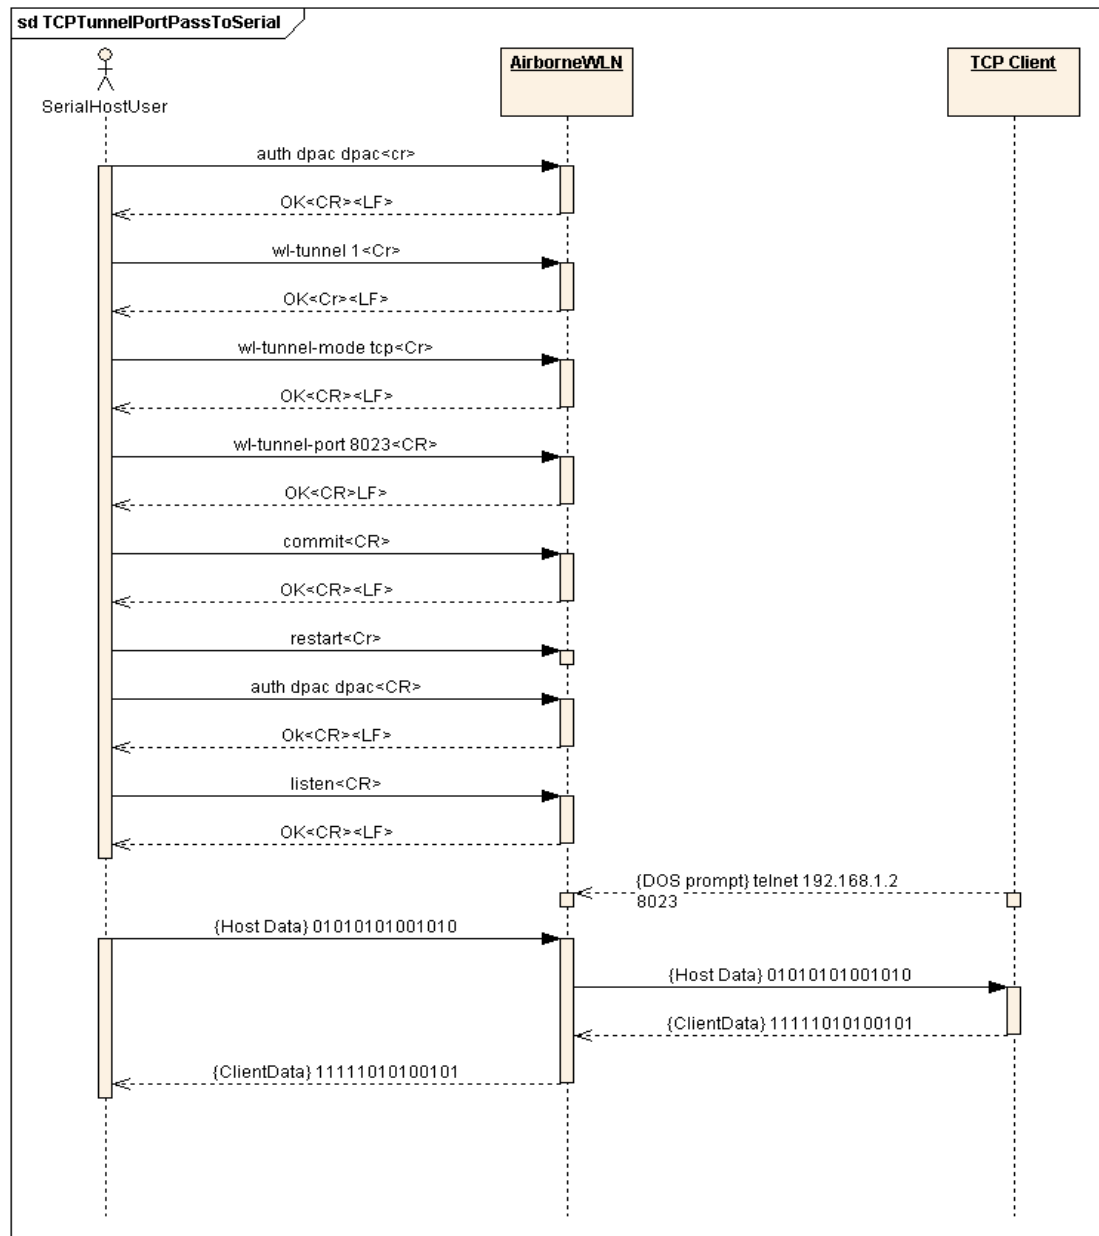 sd TCPTunnelPortPassToSerial
SerialHostUser
AirborneWLN
TCP Client
auth dpac dpac<cr>
OK<CR><LF>
wl-tunnel 1<Cr>
OK<Cr><LF>
wl-tunnel-mode tcp<Cr>
OK<CR><LF>
wl-tunnel-port 8023<CR>
OK<CR>LF>
commit<CR>
OK<CR><LF>
restart<Cr>
auth dpac dpac<CR>
Ok<CR><LF>
listen<CR>
OK<CR><LF>
{DOS prompt} telnet 192.168.1.2
8023
{Host Data} 01010101001010
{Host Data} 01010101001010
{ClientData} 11111010100101
{ClientData} 11111010100101